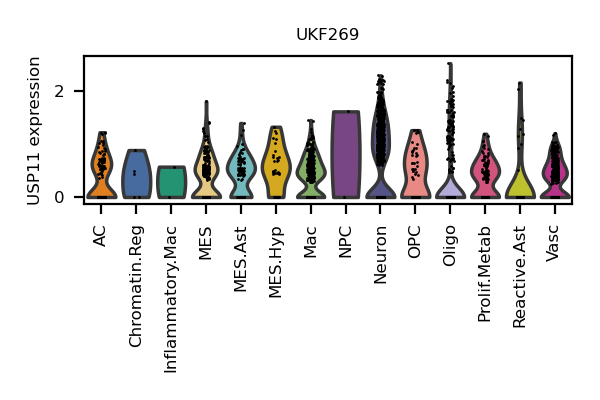 UKF269
USP11 expression
2
0
AC
Chromatin.Reg
Inflammatory.Mac
MES
MES.Ast
MES.Hyp
Mac
NPC
Neuron
OPC
Oligo
Prolif.Metab
Reactive.Ast
Vasc